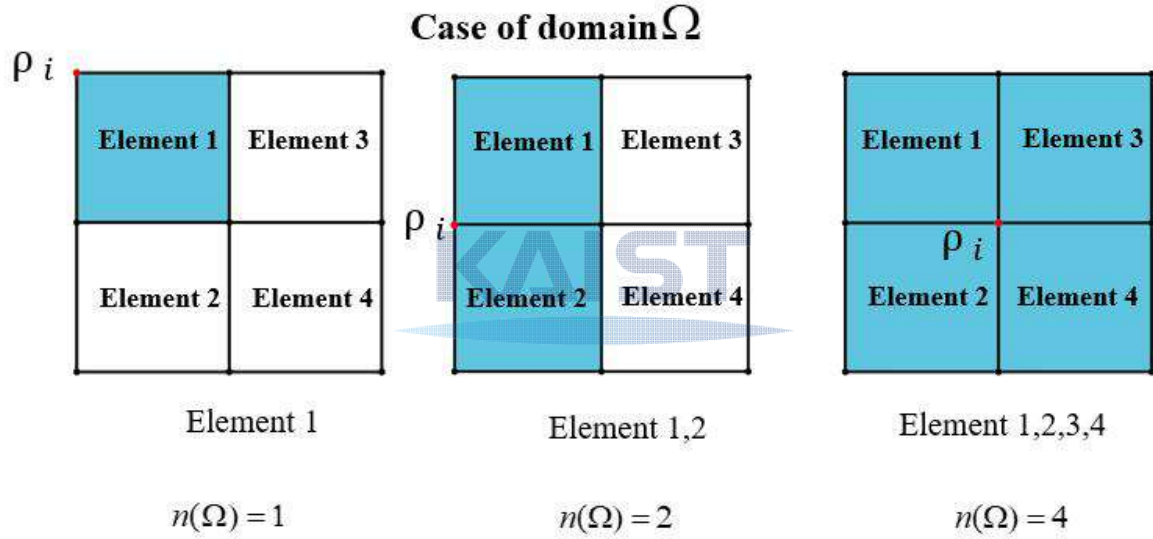 Case of domain Ω
ρ i
Element 1
Element 3
Element 2
Element 4
Element 1
n(Ω) = 1
ρ i
Element 1
Element 3
Element 2
Element 4
Element 1,2
n(Ω) = 2
Element 1
Element 3
ρ i
Element 2
Element 4
Element 1,2,3,4
n(Ω) = 4
KAIST